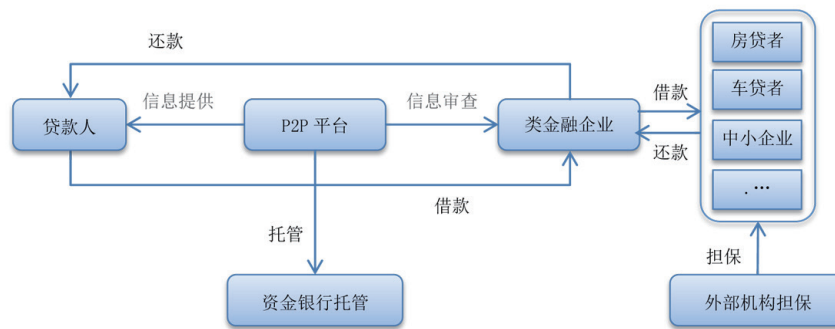 还款
房贷者
信息提供
信息审查
借款
车贷者
贷款人
P2P 平台
类金融企业
还款
中小企业
借款
. …
托管
担保
资金银行托管
外部机构担保